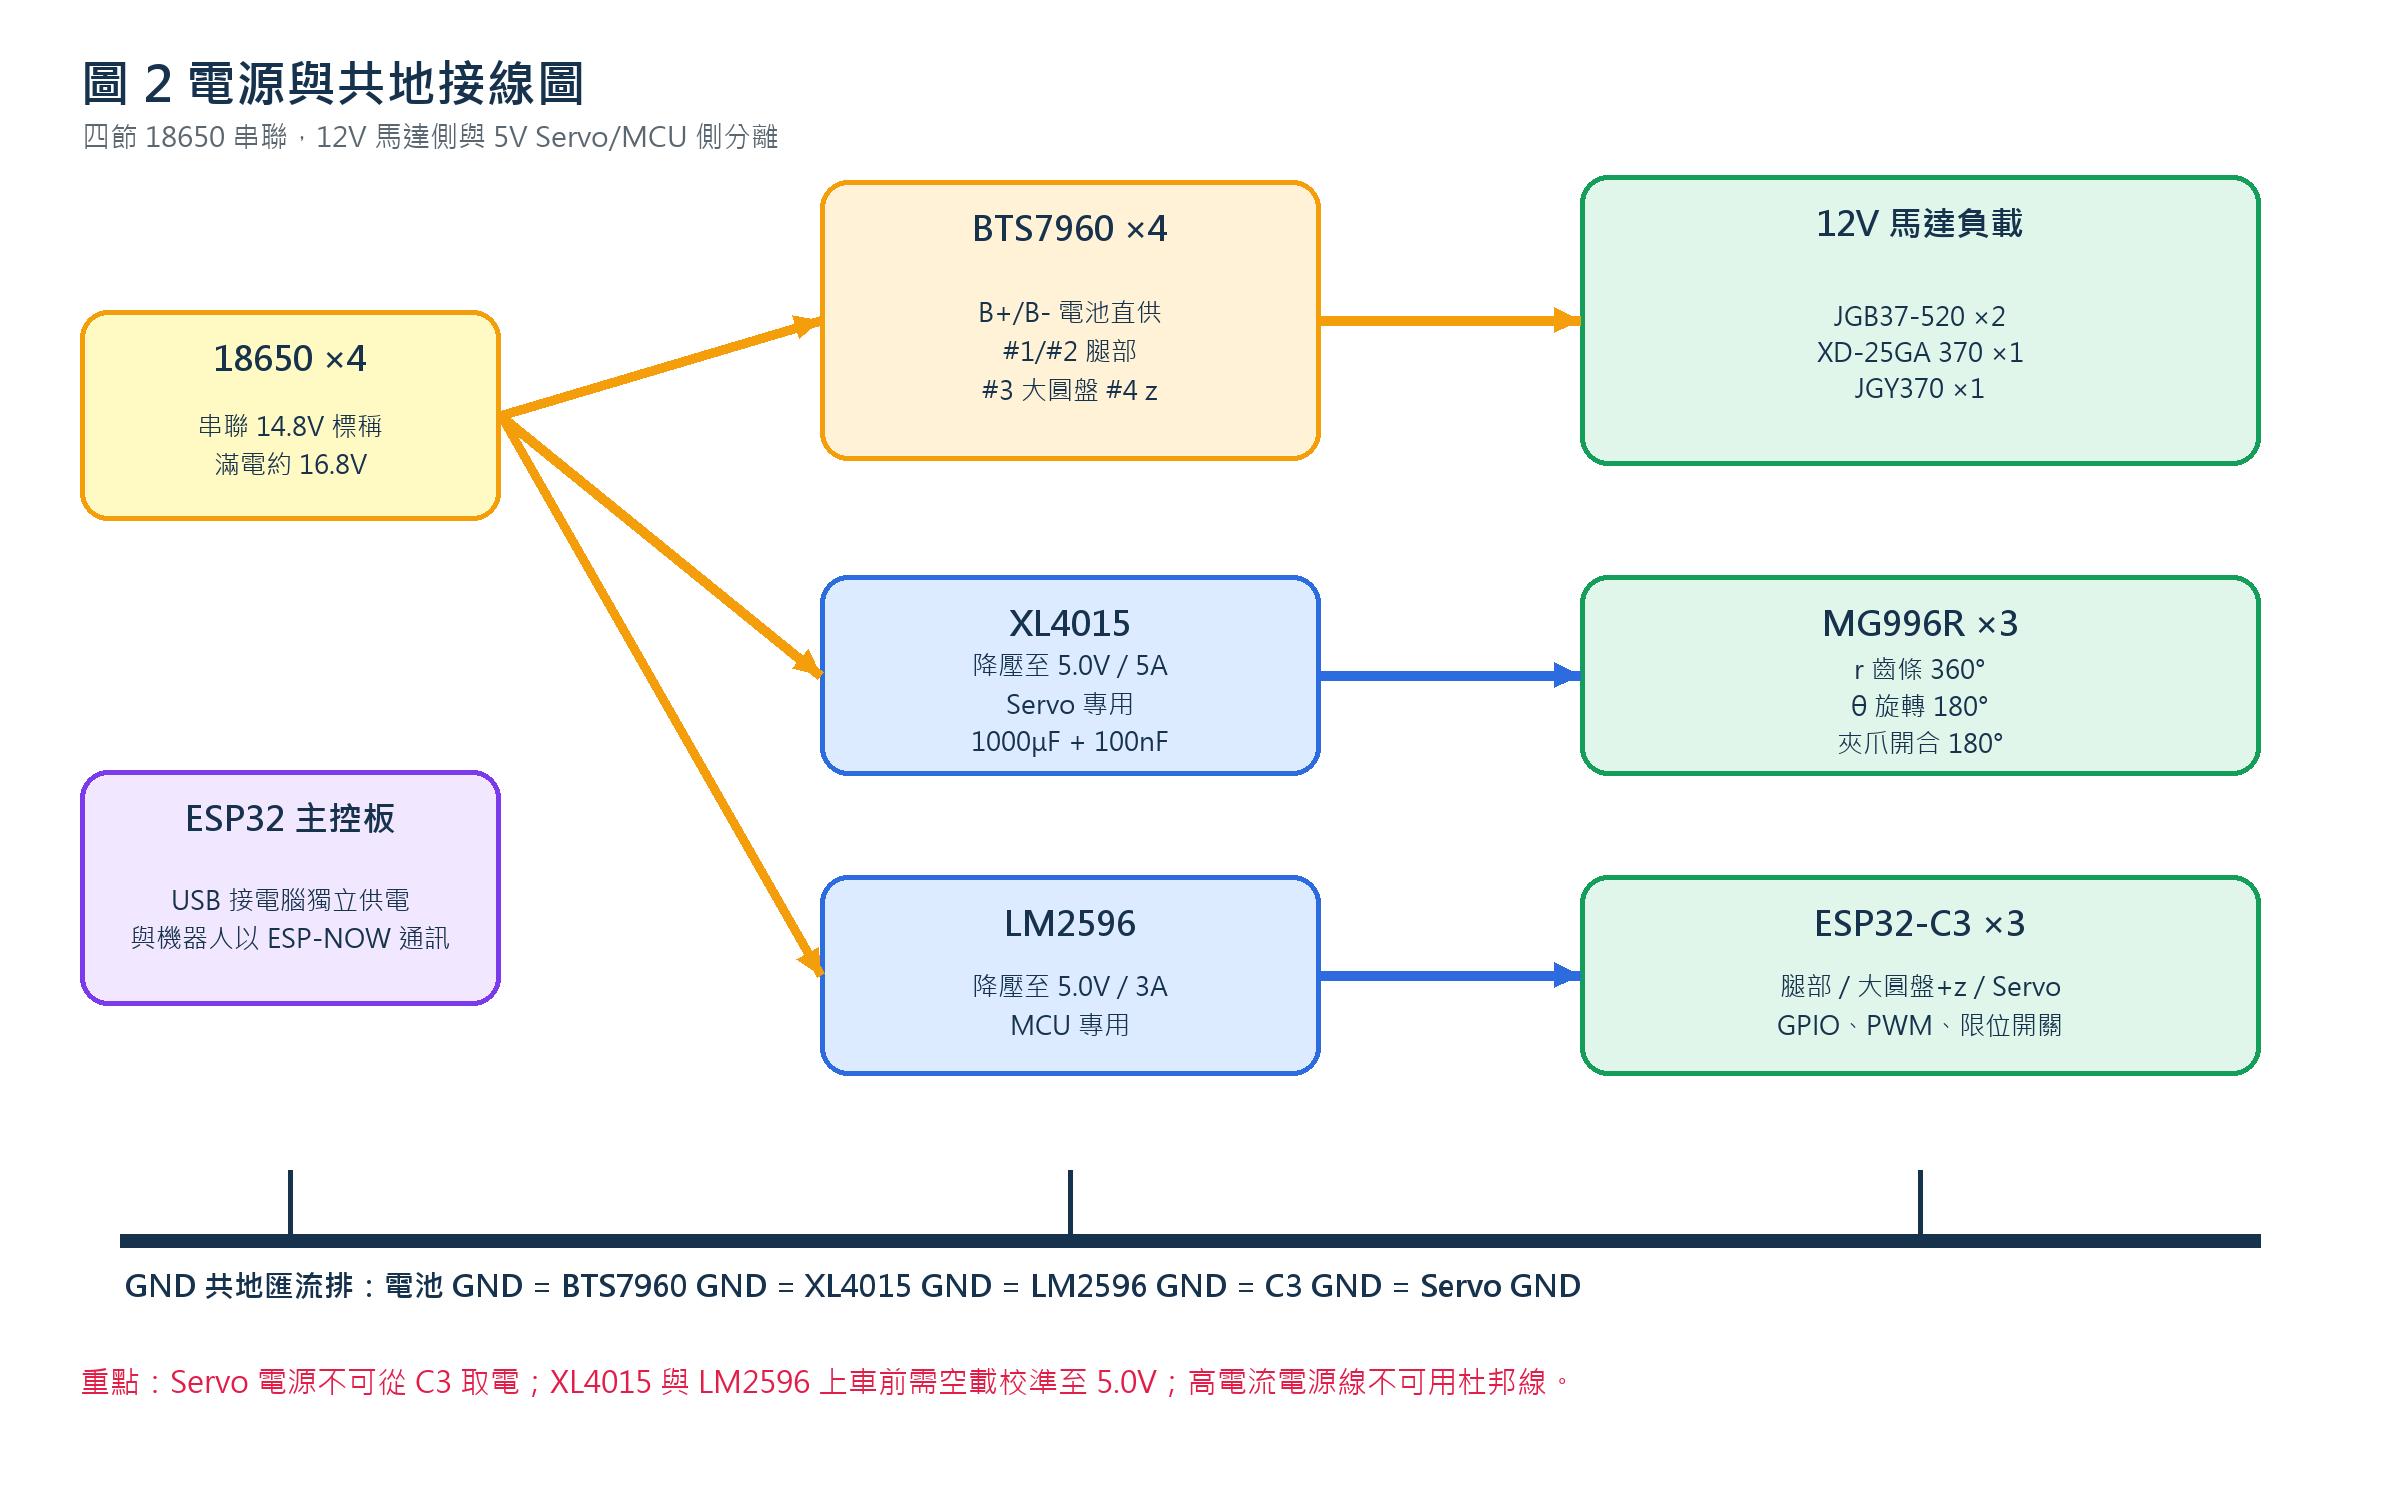 圖 2 電源與共地接線圖
四節 18650 串聯，12V 馬達側與 5V Servo/MCU 側分離
18650 ×4
串聯 14.8V 標稱
滿電約 16.8V
BTS7960 ×4
B+/B- 電池直供
#1/#2 腿部
#3 大圓盤 #4 z
12V 馬達負載
JGB37-520 ×2
XD-25GA 370 ×1
JGY370 ×1
XL4015
降壓至 5.0V / 5A
Servo 專用
1000μF + 100nF
MG996R ×3
r 齒條 360°
θ 旋轉 180°
夾爪開合 180°
ESP32 主控板
USB 接電腦獨立供電
與機器人以 ESP-NOW 通訊
LM2596
降壓至 5.0V / 3A
MCU 專用
ESP32-C3 ×3
腿部 / 大圓盤+z / Servo
GPIO、PWM、限位開關
GND 共地匯流排：電池 GND = BTS7960 GND = XL4015 GND = LM2596 GND = C3 GND = Servo GND
重點：Servo 電源不可從 C3 取電；XL4015 與 LM2596 上車前需空載校準至 5.0V；高電流電源線不可用杜邦線。